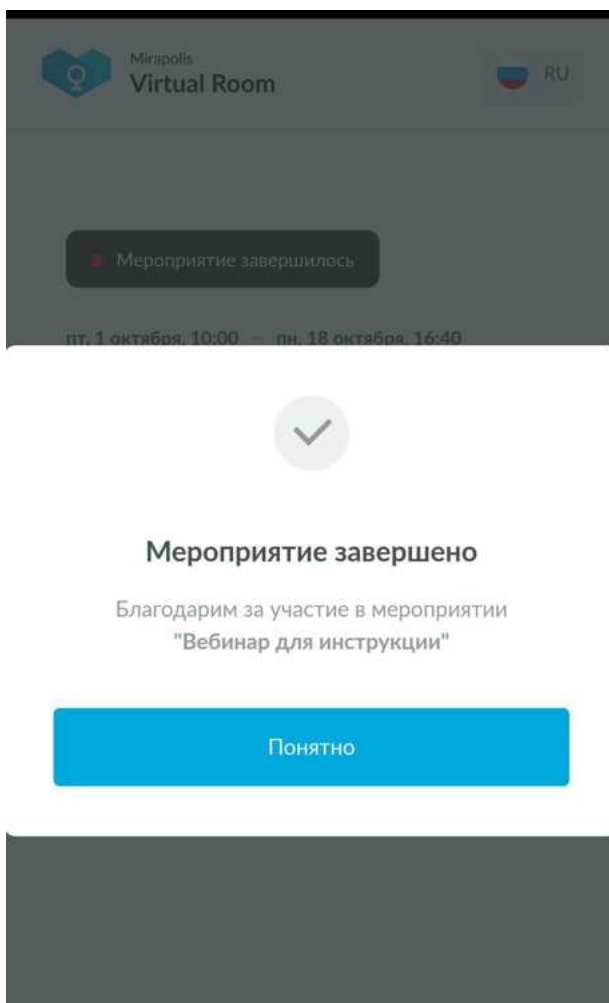 Mirapolis
Virtual Room
RU
Мероприятие завершилось
пт, 1 октября, 10:00 — пн, 18 октября, 16:40
Мероприятие завершено
Благодарим за участие в мероприятии
"Вебинар для инструкции"
Понятно